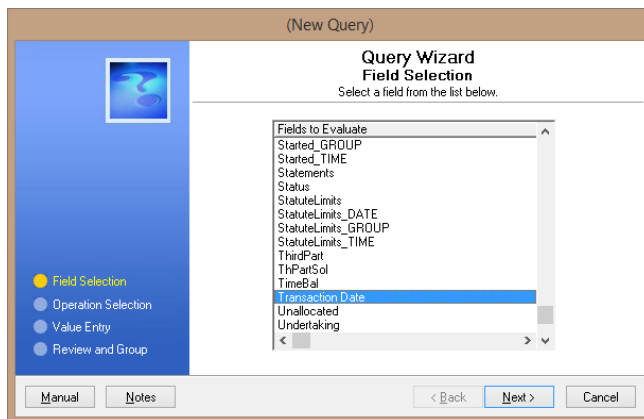 (New Query)
Query Wizard
Field Selection
Select a field from the list below.
Fields to Evaluate
Started_GROUP
Started_TIME
Statements
Status
StatuteLimits
StatuteLimits_DATE
StatuteLimits_GROUP
StatuteLimits_TIME
ThirdPart
ThPartSol
TimeBal
Transaction Date
Unallocated
Undertaking
Field Selection
Operation Selection
Value Entry
Review and Group
Manual
Notes
< Back
Next >
Cancel